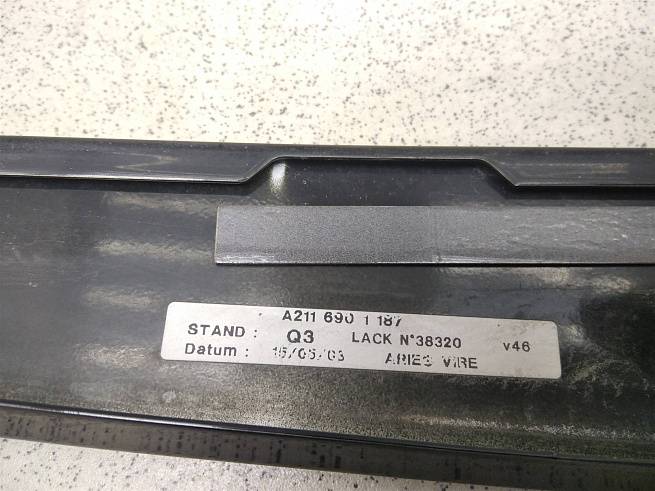 A211 690 1 187
STAND : Q3 LACK N°38320 v46
Datum : 15/05/03 ARIES VIRE